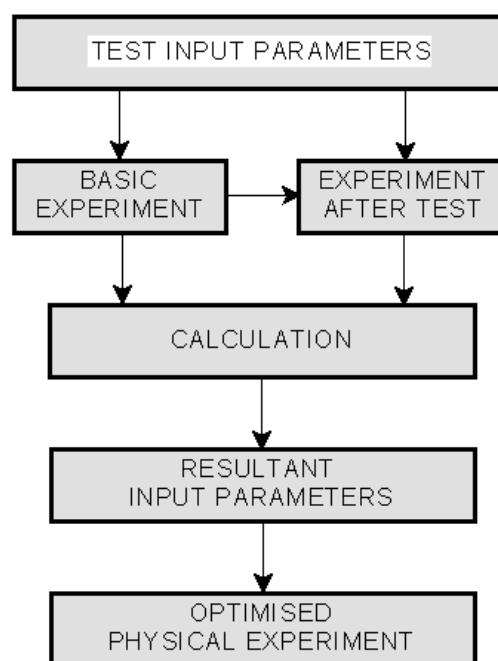 TEST INPUT PARAMETERS
BASIC
EXPERIMENT
EXPERIMENT
AFTER TEST
CALCULATION
RESULTANT
INPUT PARAMETERS
OPTIMISED
PHYSICAL EXPERIMENT